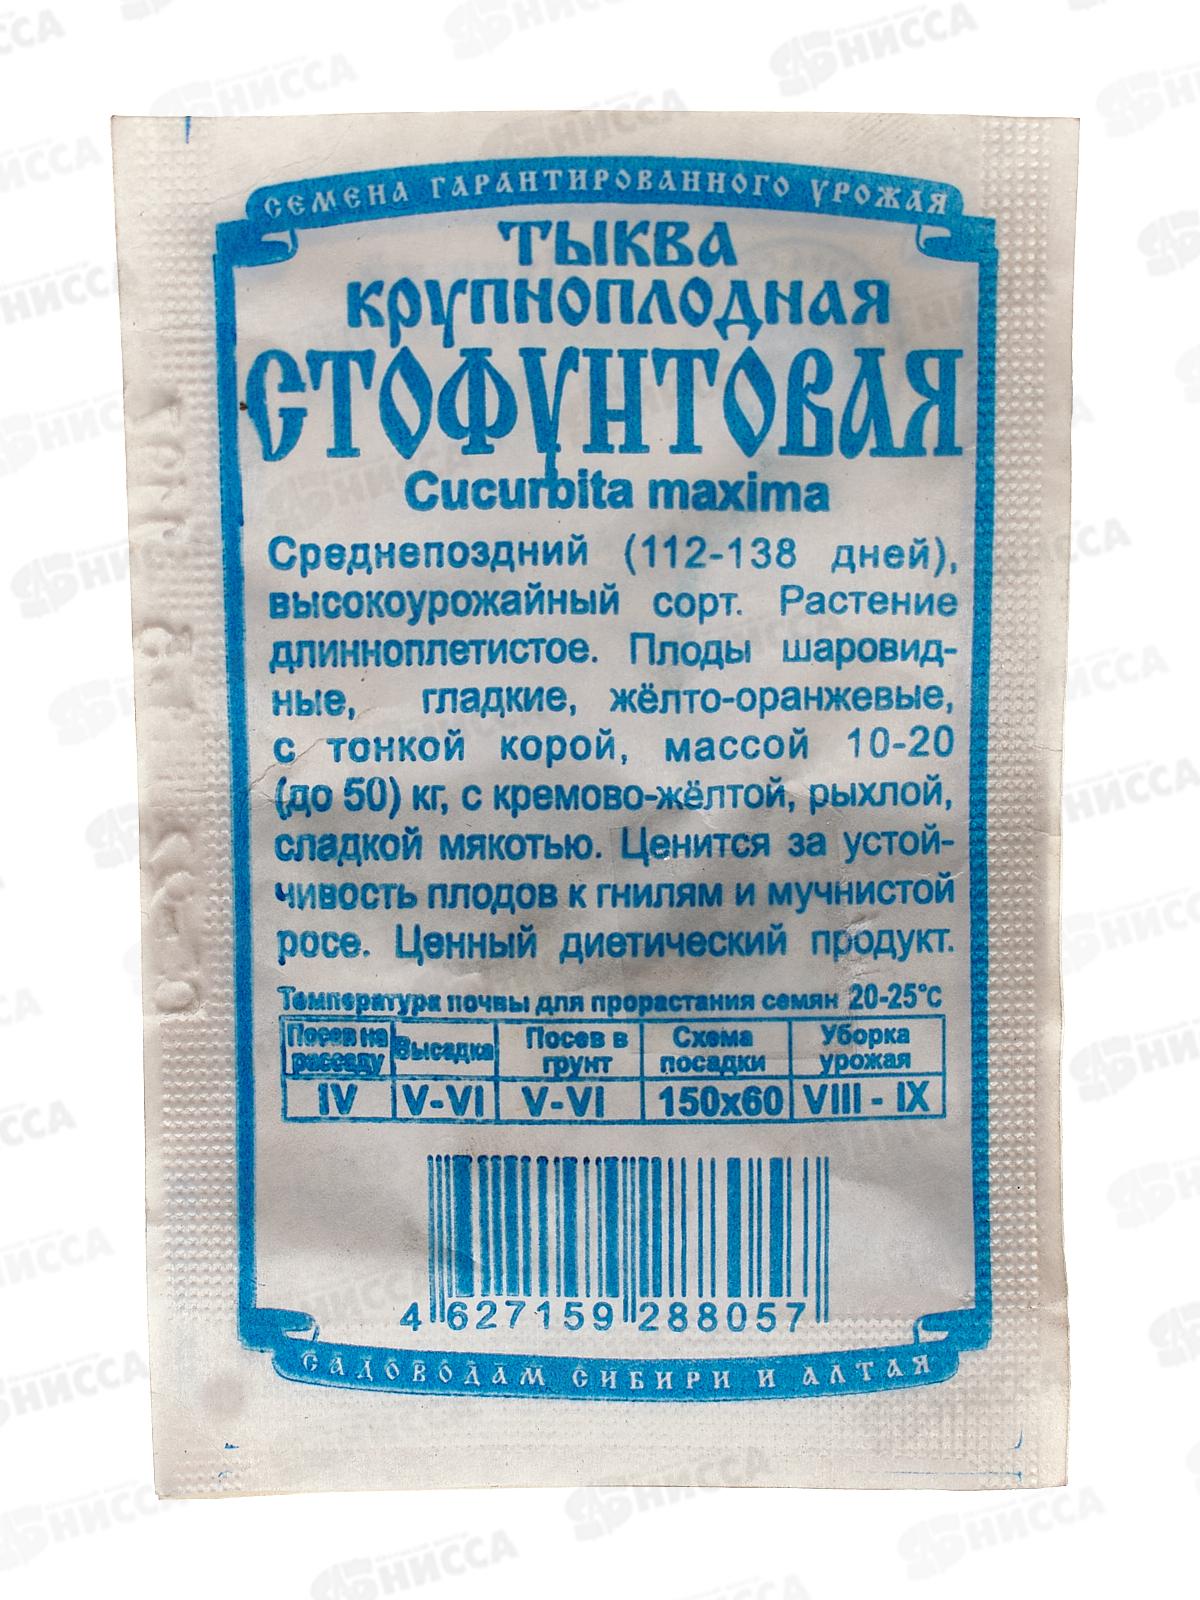 СЕМЕНА ГАРАНТИРОВАННОГО УРОЖАЯ
ТЫКВА
КРУПНОПЛОДНАЯ
СТОФУНТОВАЯ
Cucurbita maxima
Среднепоздний (112-138 дней),
высокоурожайный сорт. Растение
длинноплетистое. Плоды шаровид-
ные, гладкие, жёлто-оранжевые,
с тонкой корой, массой 10-20
(до 50) кг, с кремово-жёлтой, рыхлой,
сладкой мякотью. Ценится за устой-
чивость плодов к гнилям и мучнистой
росе. Ценный диетический продукт.
Температура почвы для прорастания семян 20-25°С
Посев на рассаду Высадка Посев в грунт Схема посадки Уборка урожая
IV V-VI V-VI 150х60 VIII - IX
4 627159 288057
САДОВОДАМ СИБИРИ И АЛТАЯ
НИССА